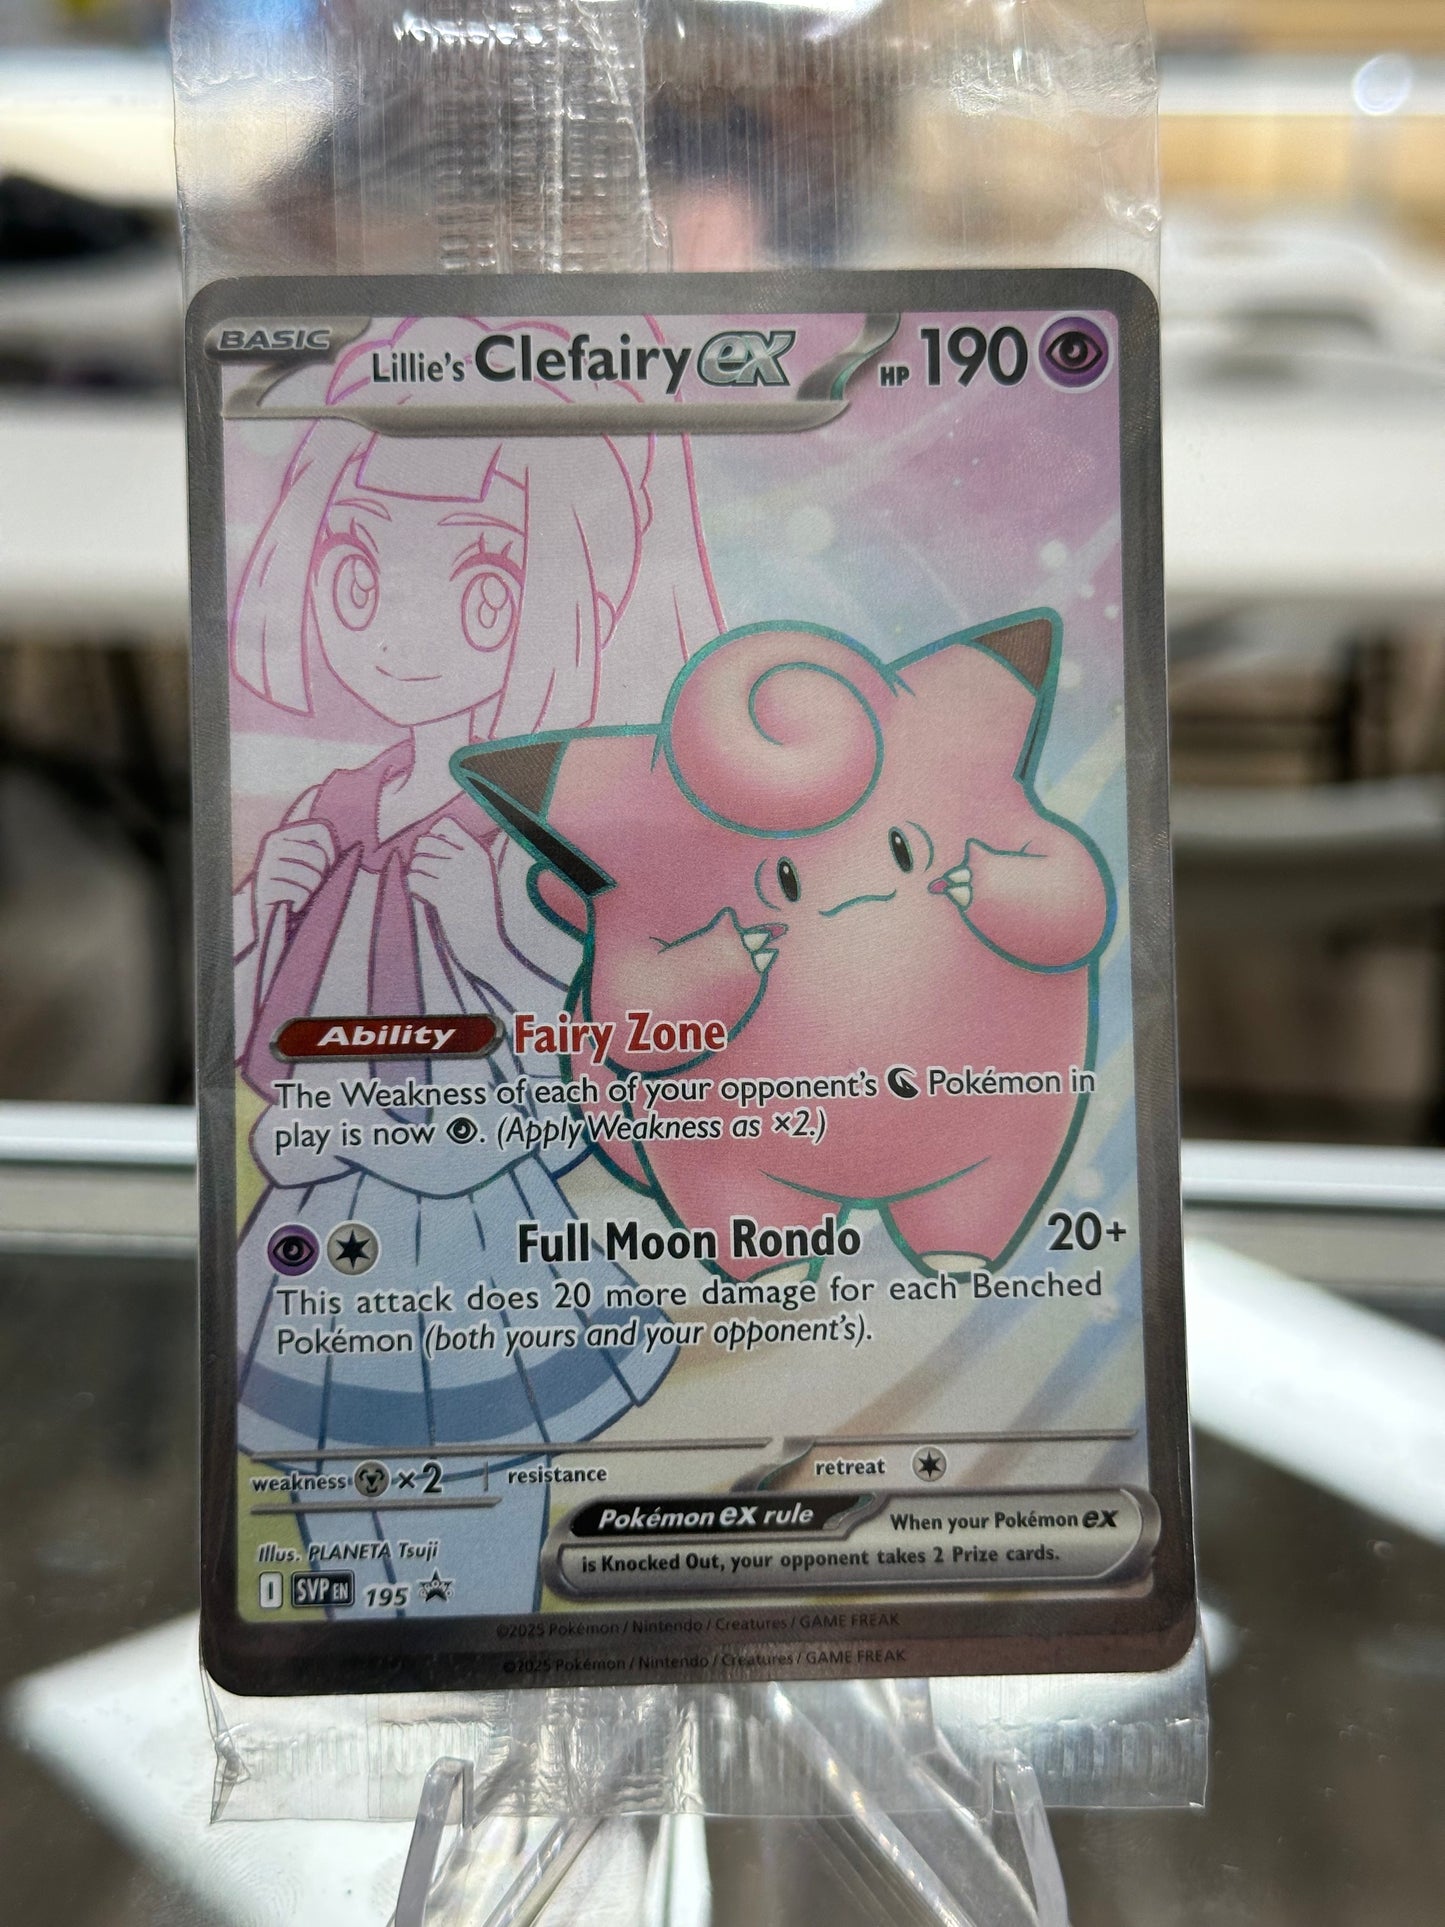 BASIC
Lillie's Clefairy ex HP 190
Ability Fairy Zone
The Weakness of each of your opponent's Pokémon in
play is now . (Apply Weakness as ×2.)
Full Moon Rondo 20+
This attack does 20 more damage for each Benched
Pokémon (both yours and your opponent's).
weakness ×2 resistance retreat
Pokémon ex rule When your Pokémon ex
is Knocked Out, your opponent takes 2 Prize cards.
Illus. PLANETA Tsuji
I SVP EN 195
©2025 Pokémon / Nintendo / Creatures / GAME FREAK
©2025 Pokémon / Nintendo / Creatures / GAME FREAK